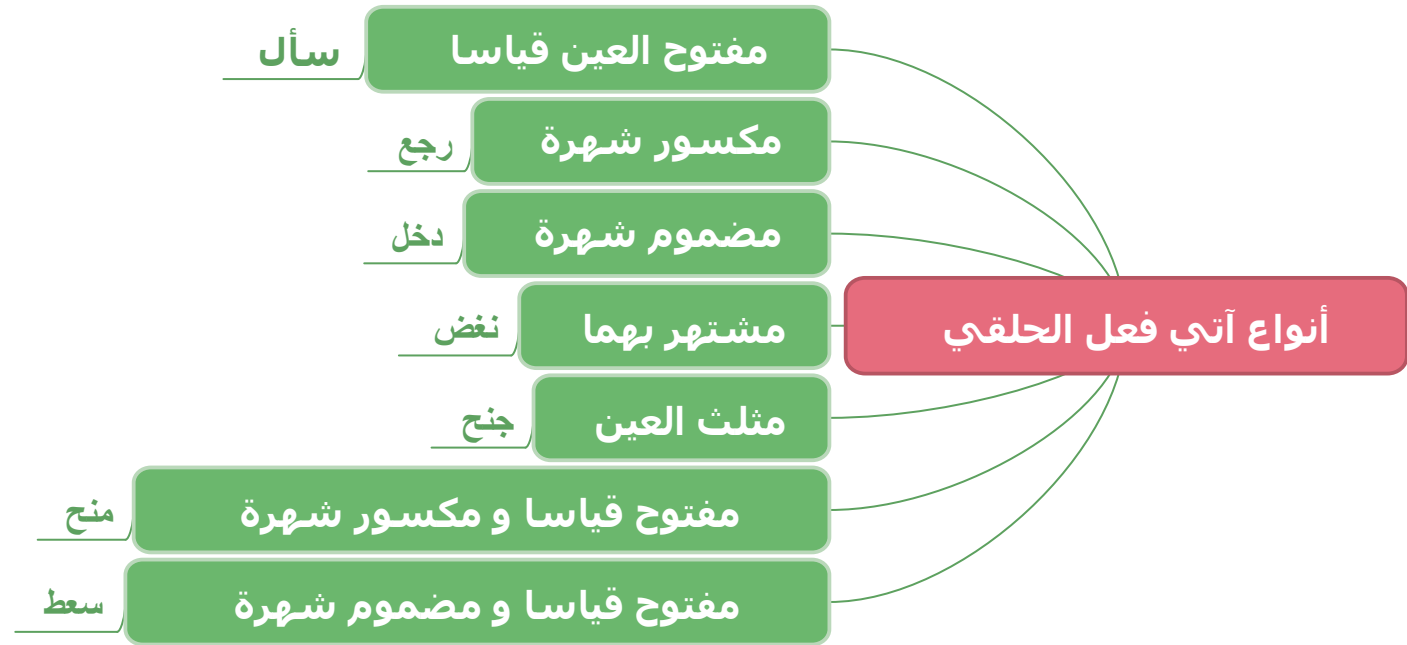 أنواع آتي فعل الحلقي
مفتوح العين قياسا
سأل
مكسور شهرة
رجع
مضموم شهرة
دخل
مشتهر بهما
نغض
مثلث العين
جنح
مفتوح قياسا و مكسور شهرة
منح
مفتوح قياسا و مضموم شهرة
سعط